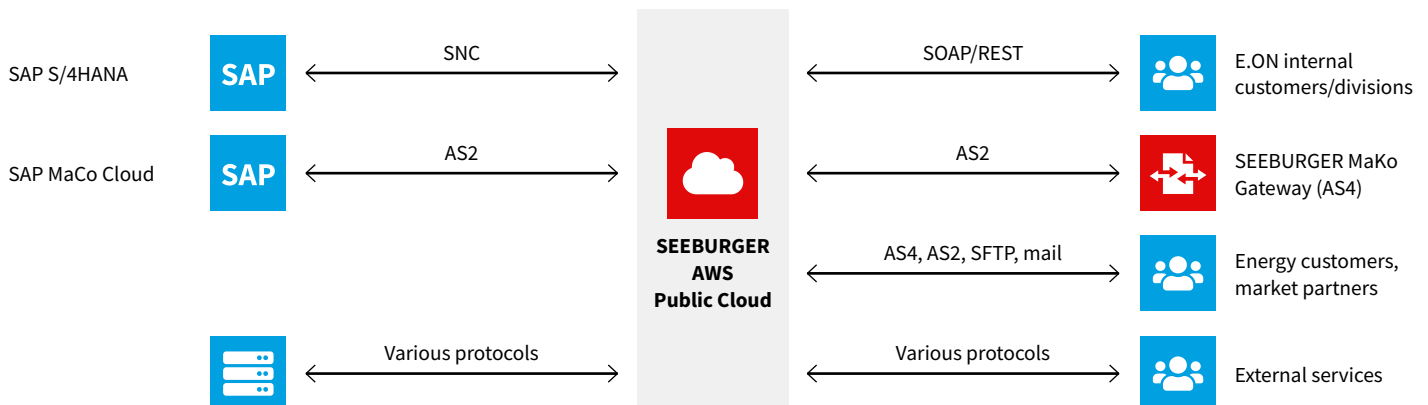 SAP S/4HANA
SAP
SNC
SOAP/REST
E.ON internal
customers/divisions
SAP MaCo Cloud
SAP
AS2
AS2
SEEBURGER MaKo
Gateway (AS4)
SEEBURGER
AWS
Public Cloud
AS4, AS2, SFTP, mail
Energy customers,
market partners
Various protocols
Various protocols
External services